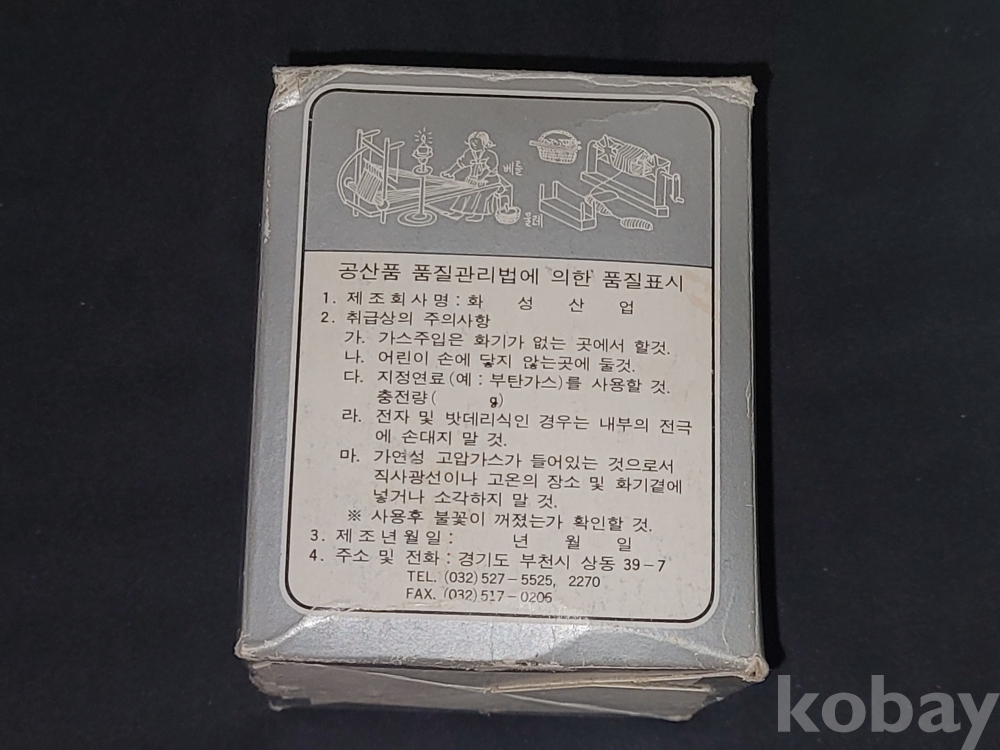 베틀
물레
공산품 품질관리법에 의한 품질표시
1. 제조회사명 : 화 성 산 업
2. 취급상의 주의사항
가. 가스주입은 화기가 없는 곳에서 할것.
나. 어린이 손에 닿지 않는곳에 둘것.
다. 지정연료(예 : 부탄가스)를 사용할 것.
충전량( g)
라. 전자 및 밧데리식인 경우는 내부의 전극
에 손대지 말 것.
마. 가연성 고압가스가 들어있는 것으로서
직사광선이나 고온의 장소 및 화기곁에
넣거나 소각하지 말 것.
※ 사용후 불꽃이 꺼졌는가 확인할 것.
3. 제조년월일 : 년 월 일
4. 주소 및 전화 : 경기도 부천시 상동 39-7
TEL. (032)527-5525, 2270
FAX. (032)517-0206
kobay